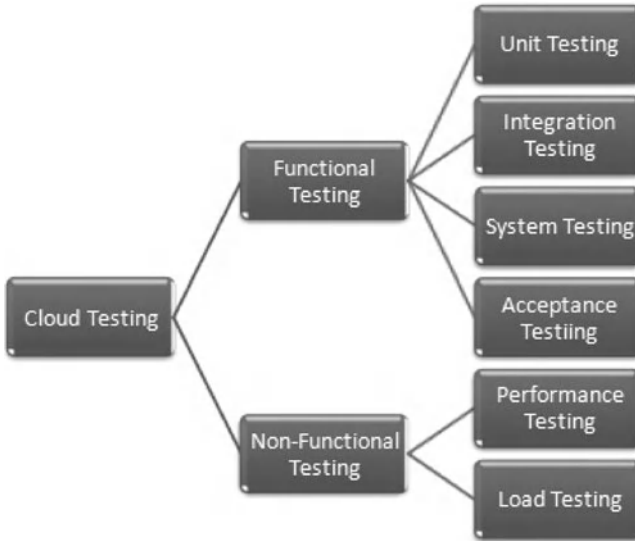 Unit Testing
Integration
Testing
Functional
Testing
System Testing
Cloud Testing
Acceptance
Testiing
Performance
Testing
Non-Functional
Testing
Load Testing